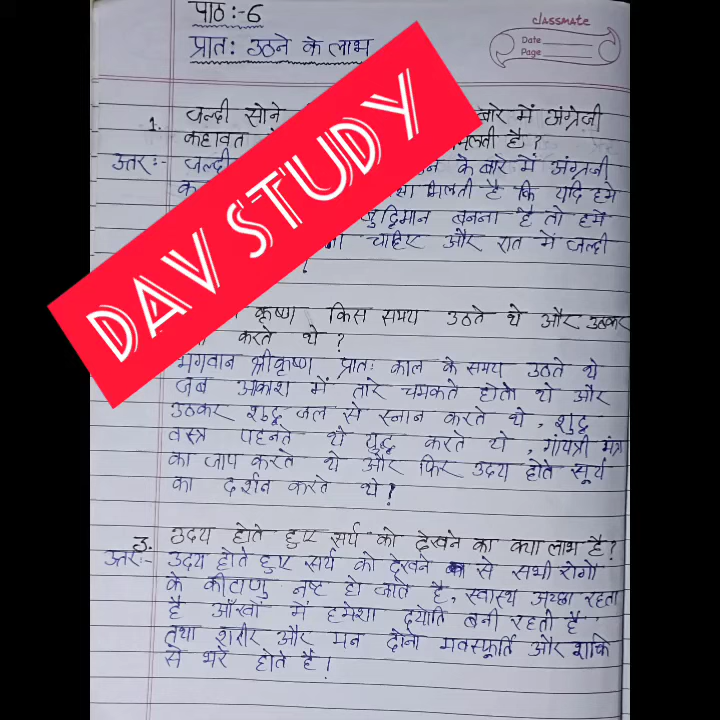 पाठ :- 6
classmate
Date
Page
प्रातः उठने के लाभ
1. जल्दी सोने बारे में अंग्रेजी
कहावत मिलती है ?
उत्तर :- जल्दी के बारे में अंग्रेजी
मिलती है कि यदि हमे
बुद्धिमान बनना है तो हमें
चाहिए और रात में जल्दी
DAV STUDY
कृष्ण किस समय उठते थे और उठकर
करते थे ?
भगवान श्रीकृष्ण प्रातः काल के समय उठते थे
जब आकाश में तारे चमकते होते थे और
उठकर शुद्ध जल से स्नान करते थे, शुद्ध
वस्त्र पहनते थे युद्ध करते थे, गायत्री मंत्र
का जाप करते थे और फिर उदय होते सूर्य
का दर्शन करते थे ?
3. उदय होते हुए सर्य को देखने का क्या लाभ है ?
उत्तर :- उदय होते हुए सर्य को देखने से सभी रोगो
के कीटाणु नष्ट हो जाते है, स्वास्थ अच्छा रहता
है आँखों में हमेशा ज्योति बनी रहती है
तथा शरीर और मन दोनो और शक्ति
से भरे होते है।